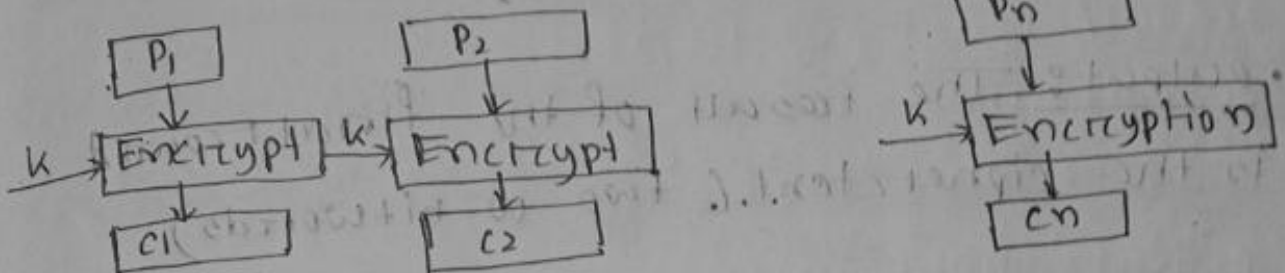 P1 P2 Pn
K Encrypt K Encrypt K Encryption
C1 C2 Cn